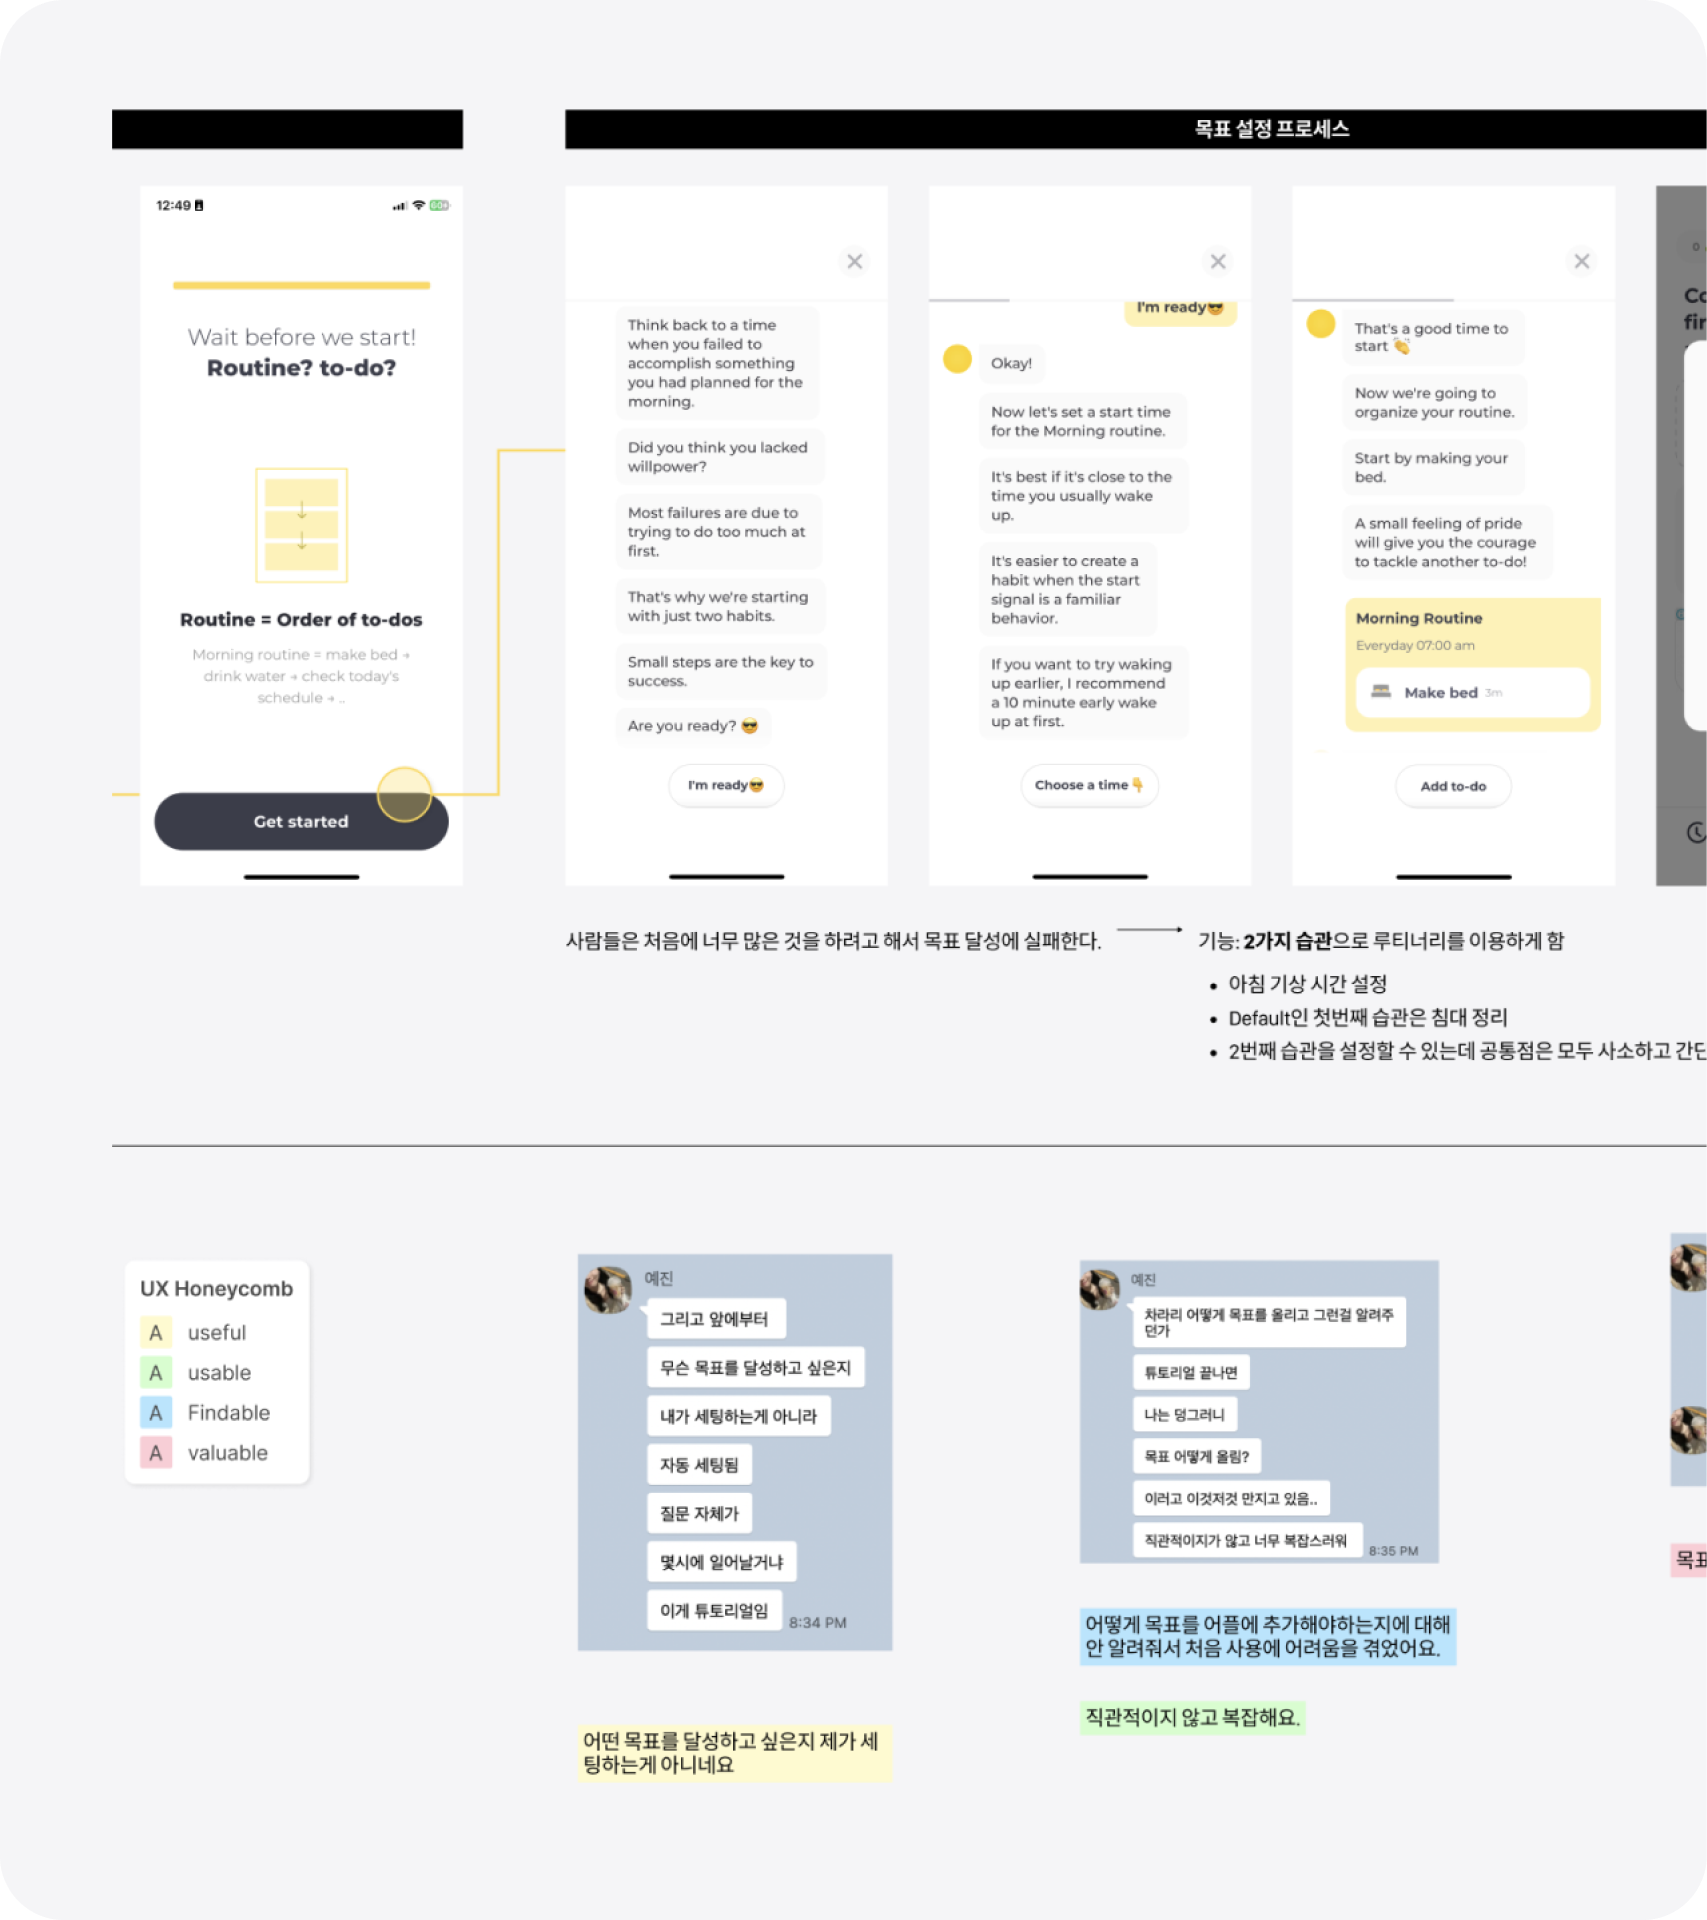 목표 설정 프로세스
12:49
Wait before we start!
Routine? to-do?
Routine = Order of to-dos
Morning routine = make bed →
drink water → check today's
schedule → ..
Get started
Think back to a time
when you failed to
accomplish something
you had planned for the
morning.
Did you think you lacked
willpower?
Most failures are due to
trying to do too much at
first.
That's why we're starting
with just two habits.
Small steps are the key to
success.
Are you ready? 😎
I'm ready😎
I'm ready😎
Okay!
Now let's set a start time
for the Morning routine.
It's best if it's close to the
time you usually wake
up.
It's easier to create a
habit when the start
signal is a familiar
behavior.
If you want to try waking
up earlier, I recommend
a 10 minute early wake
up at first.
Choose a time👇
That's a good time to
start 👏
Now we're going to
organize your routine.
Start by making your
bed.
A small feeling of pride
will give you the courage
to tackle another to-do!
Morning Routine
Everyday 07:00 am
Make bed 3m
Add to-do
사람들은 처음에 너무 많은 것을 하려고 해서 목표 달성에 실패한다.
기능: 2가지 습관으로 루티너리를 이용하게 함
• 아침 기상 시간 설정
• Default인 첫번째 습관은 침대 정리
• 2번째 습관을 설정할 수 있는데 공통점은 모두 사소하고
UX Honeycomb
A useful
A usable
A Findable
A valuable
예진
그리고 앞에부터
무슨 목표를 달성하고 싶은지
내가 세팅하는게 아니라
자동 세팅됨
질문 자체가
몇시에 일어날거냐
이게 튜토리얼임
8:34 PM
어떤 목표를 달성하고 싶은지 제가 세
팅하는게 아니네요
예진
차라리 어떻게 목표를 올리고 그런걸 알려주
던가
튜토리얼 끝나면
나는 덩그러니
목표 어떻게 올림?
이러고 이것저것 만지고 있음..
직관적이지가 않고 너무 복잡스러워
8:35 PM
어떻게 목표를 어플에 추가해야하는지에 대해
안 알려줘서 처음 사용에 어려움을 겪었어요.
직관적이지 않고 복잡해요.